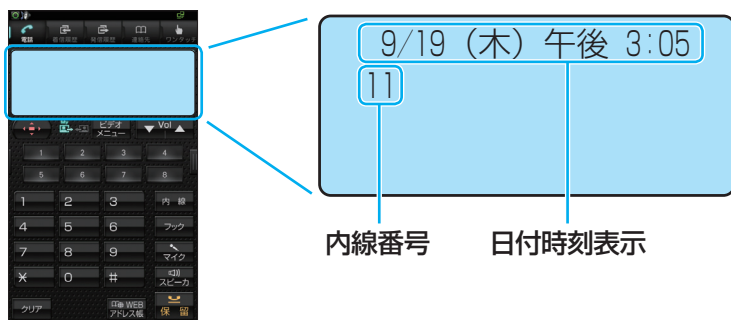 電話
着信履歴
発信履歴
連絡先
ワンタッチ
9/19 (木) 午後 3:05
11
内線番号
日付時刻表示
ビデオ
メニュー
Vol
1 2 3 4
5 6 7 8
1 2 3 内線
4 5 6 フック
7 8 9 マイク
* 0 # スピーカ
クリア
WEB
アドレス帳
保留